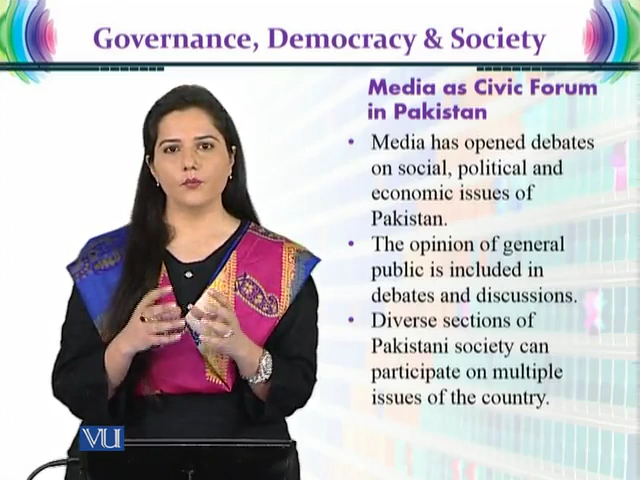 Governance, Democracy & Society
Media as Civic Forum
in Pakistan
• Media has opened debates
on social, political and
economic issues of
Pakistan.
• The opinion of general
public is included in
debates and discussions.
• Diverse sections of
Pakistani society can
participate on multiple
issues of the country.
VU